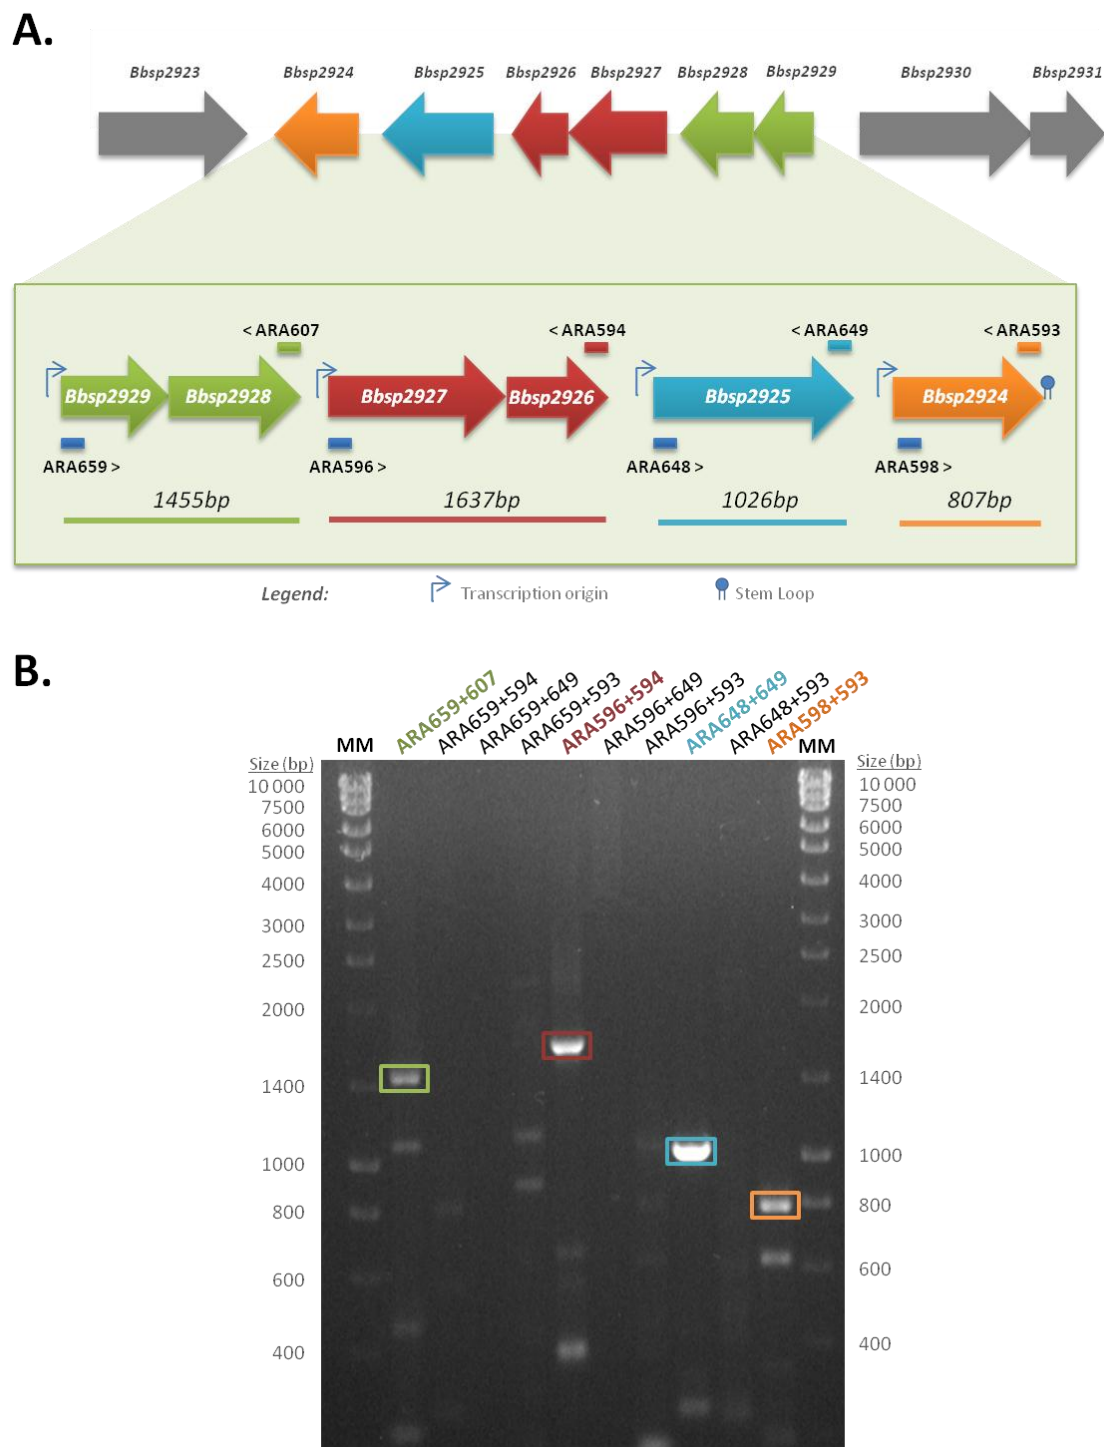 A.
Bbsp2923 Bbsp2924 Bbsp2925 Bbsp2926 Bbsp2927 Bbsp2928 Bbsp2929 Bbsp2930 Bbsp2931
< ARA607 < ARA594 < ARA649 < ARA593
Bbsp2929 Bbsp2928 Bbsp2927 Bbsp2926 Bbsp2925 Bbsp2924
ARA659 > ARA596 > ARA648 > ARA598 >
1455bp 1637bp 1026bp 807bp
Legend: Transcription origin Stem Loop
B.
MM ARA659+607 ARA659+594 ARA659+649 ARA659+593 ARA596+594 ARA596+649 ARA596+593 ARA648+649 ARA648+593 ARA598+593 MM
Size (bp) Size (bp)
10 000 10 000
7500 7500
6000 6000
5000 5000
4000 4000
3000 3000
2500 2500
2000 2000
1400 1400
1000 1000
800 800
600 600
400 400